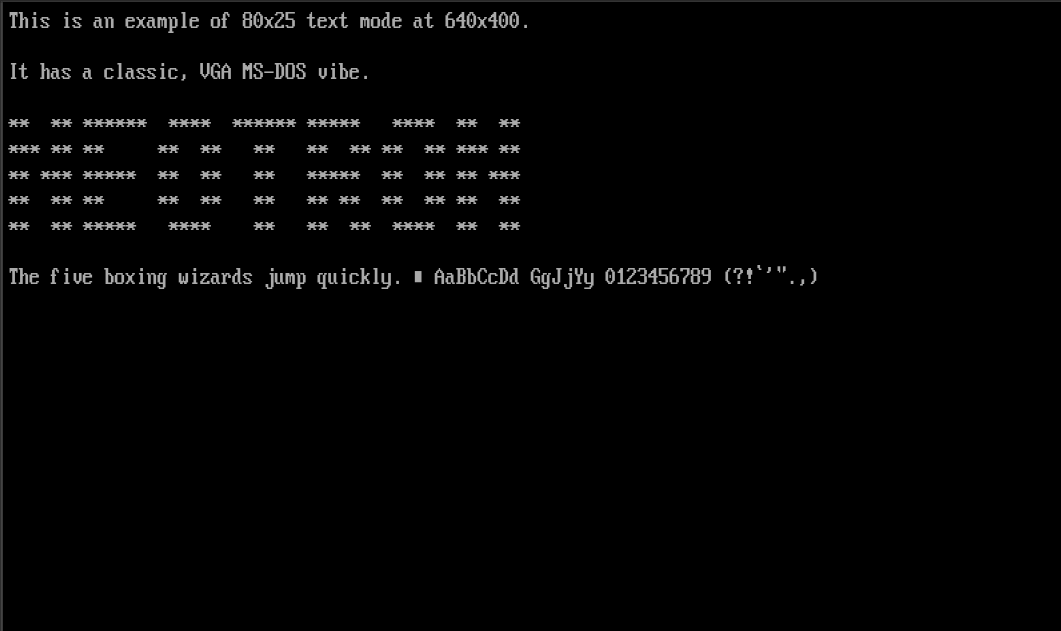 This is an example of 80x25 text mode at 640x400.

It has a classic, VGA MS-DOS vibe.

**  ** ******  ****  ****** *****   ****  **  **
*** ** **     **  **   **   **  ** **  ** *** **
** *** *****  **  **   **   *****  **  ** ** ***
**  ** **     **  **   **   ** **  **  ** **  **
**  ** *****   ****    **   **  **  ****  **  **

The five boxing wizards jump quickly. ∎ AaBbCcDd GgJjYy 0123456789 (?!`'".,)